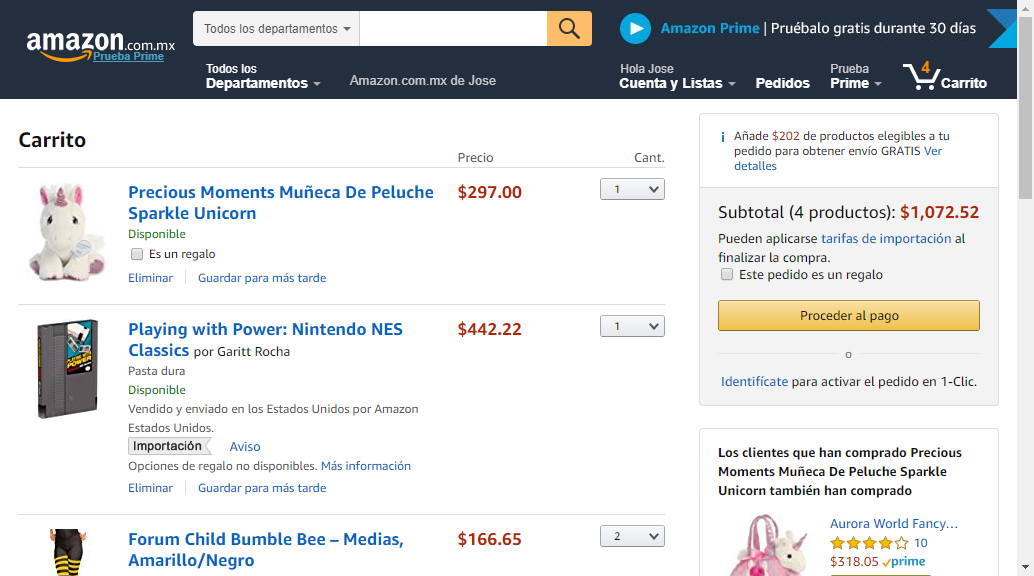 amazon.com.mx
Prueba Prime
Todos los departamentos
Amazon Prime | Pruébalo gratis durante 30 días
Todos los
Departamentos
Amazon.com.mx de Jose
Hola Jose
Cuenta y Listas
Pedidos
Prueba
Prime
4
Carrito
Carrito
Precio
Cant.
Precious Moments Muñeca De Peluche
Sparkle Unicorn
$297.00
1
Disponible
Es un regalo
Eliminar
Guardar para más tarde
Playing with Power: Nintendo NES
Classics por Garitt Rocha
$442.22
1
Pasta dura
Disponible
Vendido y enviado en los Estados Unidos por Amazon
Estados Unidos.
Importación
Aviso
Opciones de regalo no disponibles. Más información
Eliminar
Guardar para más tarde
Forum Child Bumble Bee – Medias,
Amarillo/Negro
$166.65
2
i
Añade $202 de productos elegibles a tu
pedido para obtener envío GRATIS Ver
detalles
Subtotal (4 productos): $1,072.52
Pueden aplicarse tarifas de importación al
finalizar la compra.
Este pedido es un regalo
Proceder al pago
o
Identifícate para activar el pedido en 1-Clic.
Los clientes que han comprado Precious
Moments Muñeca De Peluche Sparkle
Unicorn también han comprado
Aurora World Fancy…
10
$318.05 prime